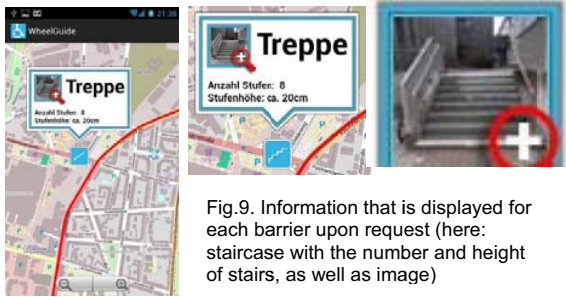 21:35
WheelGuide
Treppe
Anzahl Stufen: 8
Stufenhöhe: ca. 20cm
Treppe
Anzahl Stufen: 8
Stufenhöhe: ca. 20cm
P
P
P
Fig.9. Information that is displayed for
each barrier upon request (here:
staircase with the number and height
of stairs, as well as image)